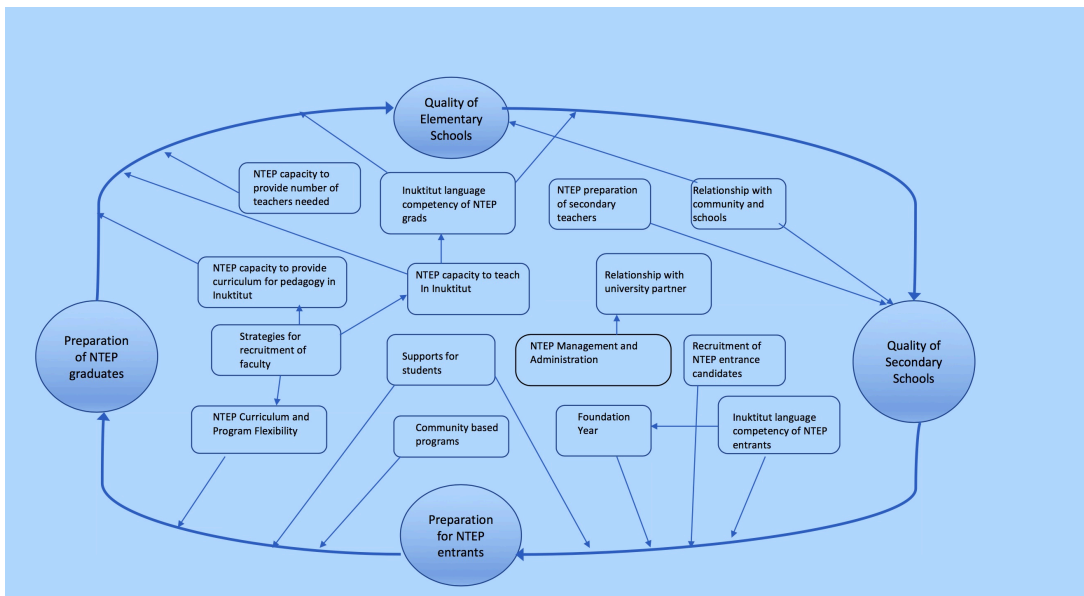 Quality of
Elementary
Schools
NTEP capacity to
provide number of
teachers needed
Inuktitut language
competency of NTEP
grads
NTEP preparation
of secondary
teachers
Relationship with
community and
schools
NTEP capacity to provide
curriculum for pedagogy in
Inuktitut
NTEP capacity to teach
In Inuktitut
Relationship with
university partner
Preparation
of NTEP
graduates
Strategies for
recruitment of
faculty
Supports for
students
NTEP Management and
Administration
Recruitment of
NTEP entrance
candidates
Quality of
Secondary
Schools
NTEP Curriculum and
Program Flexibility
Community based
programs
Foundation
Year
Inuktitut language
competency of NTEP
entrants
Preparation
for NTEP
entrants